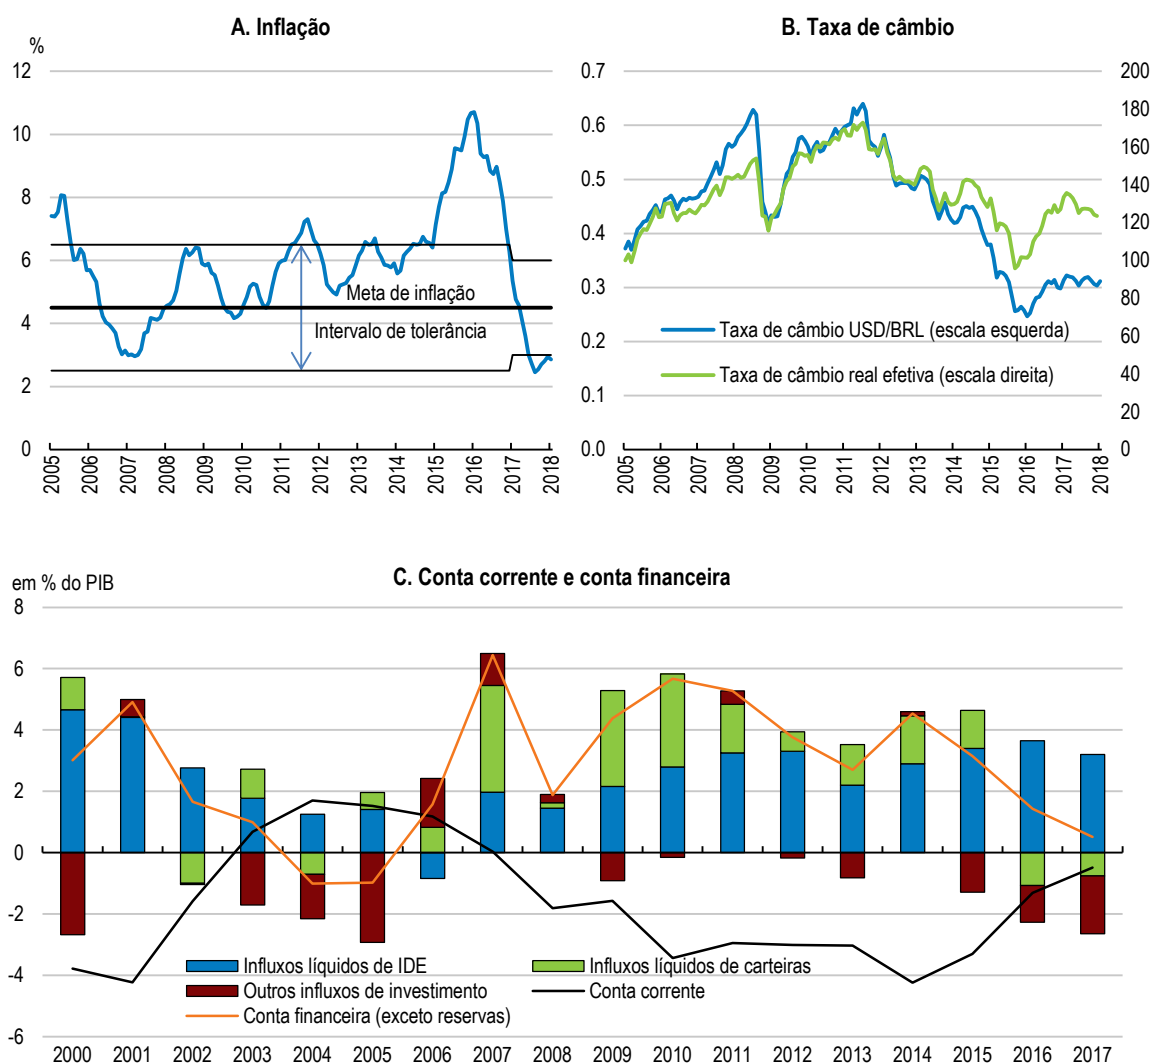 A. Inflação
%
12
10
8
6
4
2
0
Meta de inflação
Intervalo de tolerância
2005 2006 2007 2008 2009 2010 2011 2012 2013 2014 2015 2016 2017 2018
B. Taxa de câmbio
0.7 200
0.6 180
0.5 160
0.4 140
0.3 120
0.2 100
0.1 80
0.0 60
40
20
0
Taxa de câmbio USD/BRL (escala esquerda)
Taxa de câmbio real efetiva (escala direita)
2005 2006 2007 2008 2009 2010 2011 2012 2013 2014 2015 2016 2017 2018
em % do PIB
C. Conta corrente e conta financeira
8
6
4
2
0
-2
-4
-6
Influxos líquidos de IDE Influxos líquidos de carteiras
Outros influxos de investimento Conta corrente
Conta financeira (exceto reservas)
2000 2001 2002 2003 2004 2005 2006 2007 2008 2009 2010 2011 2012 2013 2014 2015 2016 2017